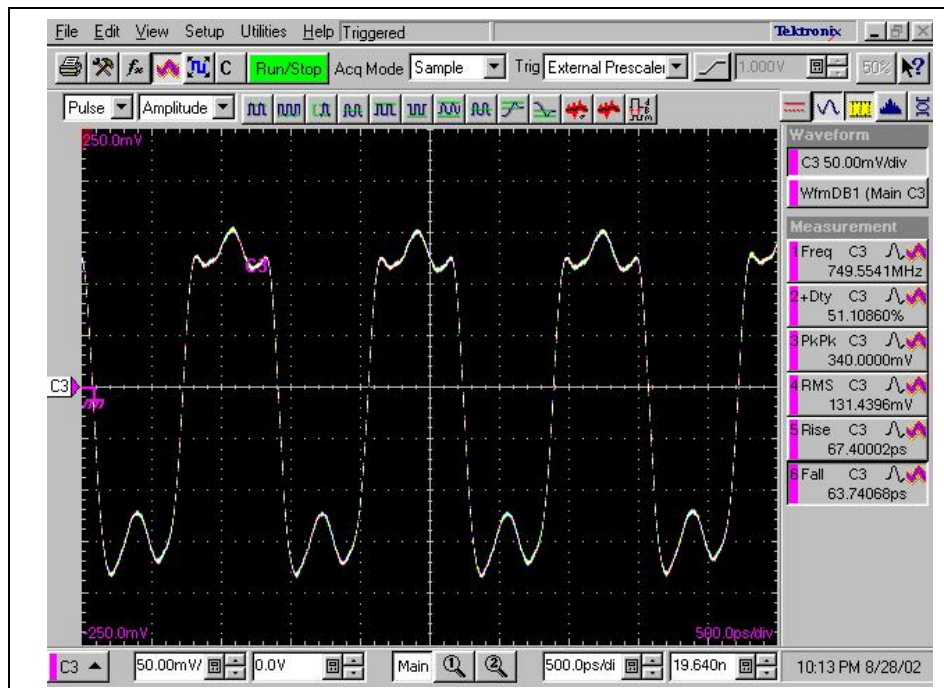 File Edit View Setup Utilities Help Triggered Tektronix
C Run/Stop Acq Mode Sample Trig External Prescaler 1.000V 50%
Pulse Amplitude
250.0mV
C3
C3
-250.0mV
500.0ps/div
Waveform
C3 50.00mV/div
WfmDB1 (Main C3
Measurement
1 Freq C3
749.5541MHz
2 +Dty C3
51.10860%
3 PkPk C3
340.0000mV
4 RMS C3
131.4396mV
5 Rise C3
67.40002ps
6 Fall C3
63.74068ps
C3 50.00mV/ 0.0V Main 1 2 500.0ps/di 19.640n 10:13 PM 8/28/02